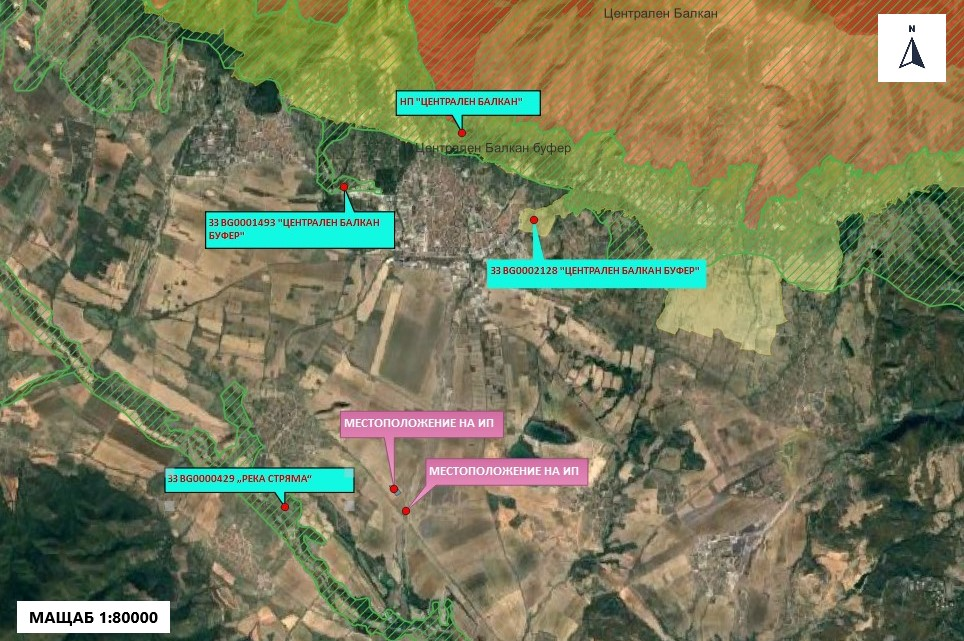 Централен Балкан
N
НП "ЦЕНТРАЛЕН БАЛКАН"
Централен Балкан буфер
ЗЗ BG0001493 "ЦЕНТРАЛЕН БАЛКАН
БУФЕР"
ЗЗ BG0002128 "ЦЕНТРАЛЕН БАЛКАН БУФЕР"
МЕСТОПОЛОЖЕНИЕ НА ИП
МЕСТОПОЛОЖЕНИЕ НА ИП
ЗЗ BG0000429 „РЕКА СТРЯМА“
МАЩАБ 1:80000